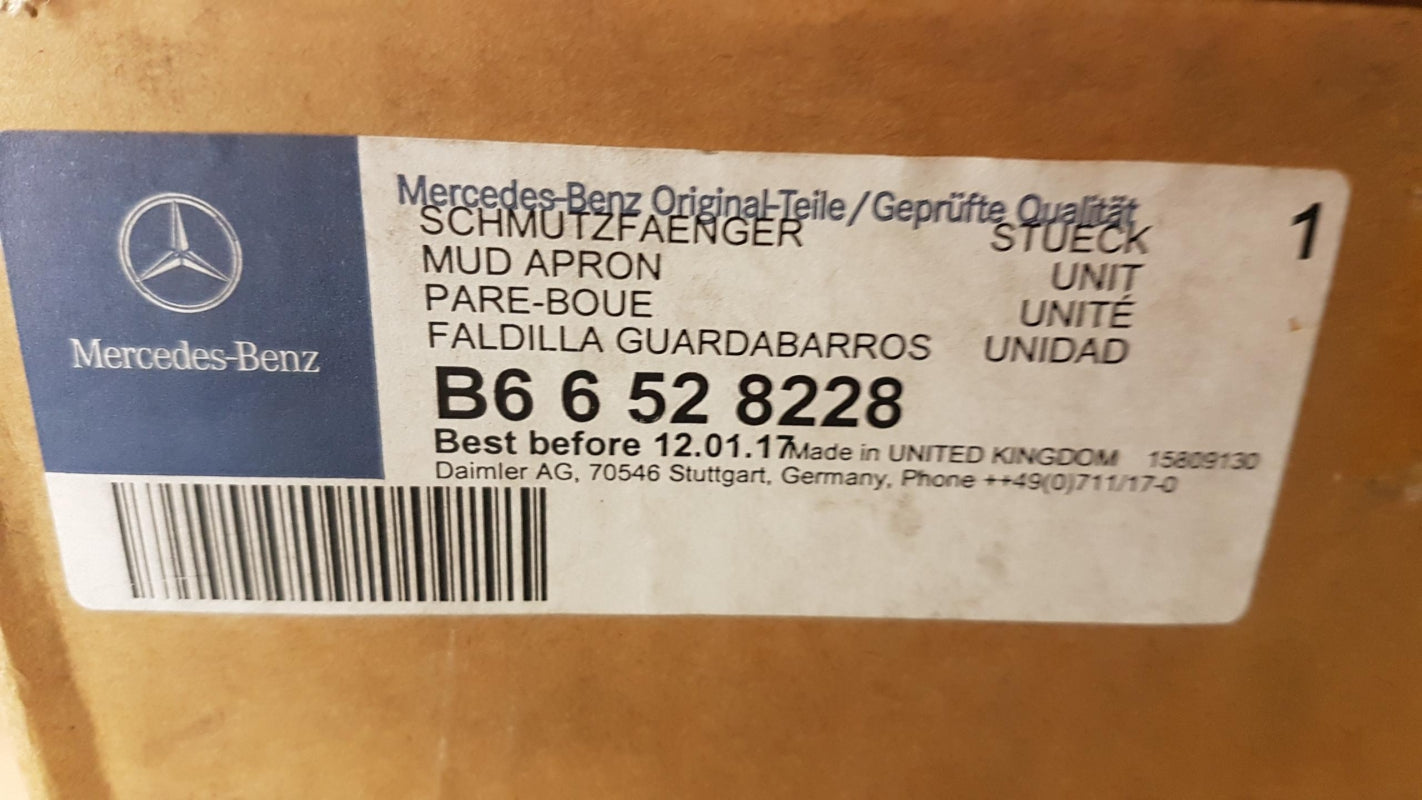 Mercedes-Benz
Mercedes-Benz Original-Teile/Geprüfte Qualität
SCHMUTZFAENGER STUECK 1
MUD APRON UNIT
PARE-BOUE UNITÉ
FALDILLA GUARDABARROS UNIDAD
B6 6 52 8228
Best before 12.01.17 Made in UNITED KINGDOM 15809130
Daimler AG, 70546 Stuttgart, Germany, Phone ++49(0)711/17-0